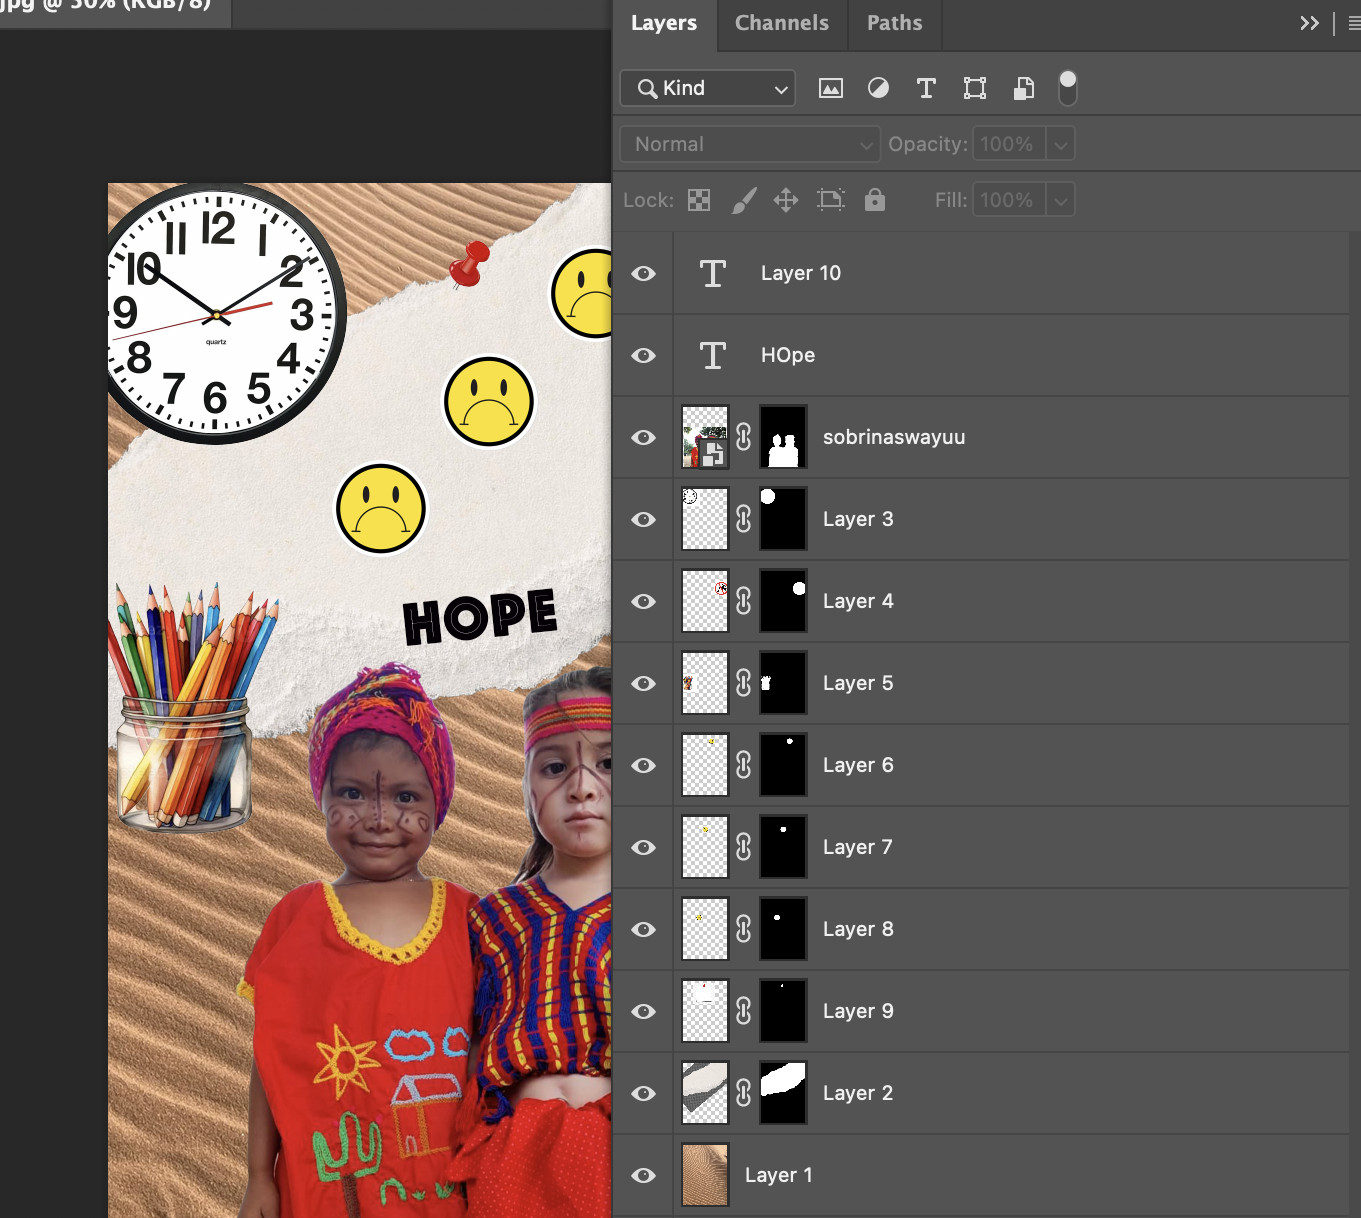 jpg @ 50% (RGB/8)
Layers Channels Paths
Kind
Normal Opacity: 100%
Lock: Fill: 100%
Layer 10
HOpe
sobrinaswayuu
Layer 3
Layer 4
Layer 5
Layer 6
Layer 7
Layer 8
Layer 9
Layer 2
Layer 1
12
11 1
10 2
9 3
quartz
8 4
7 5
6
HOPE